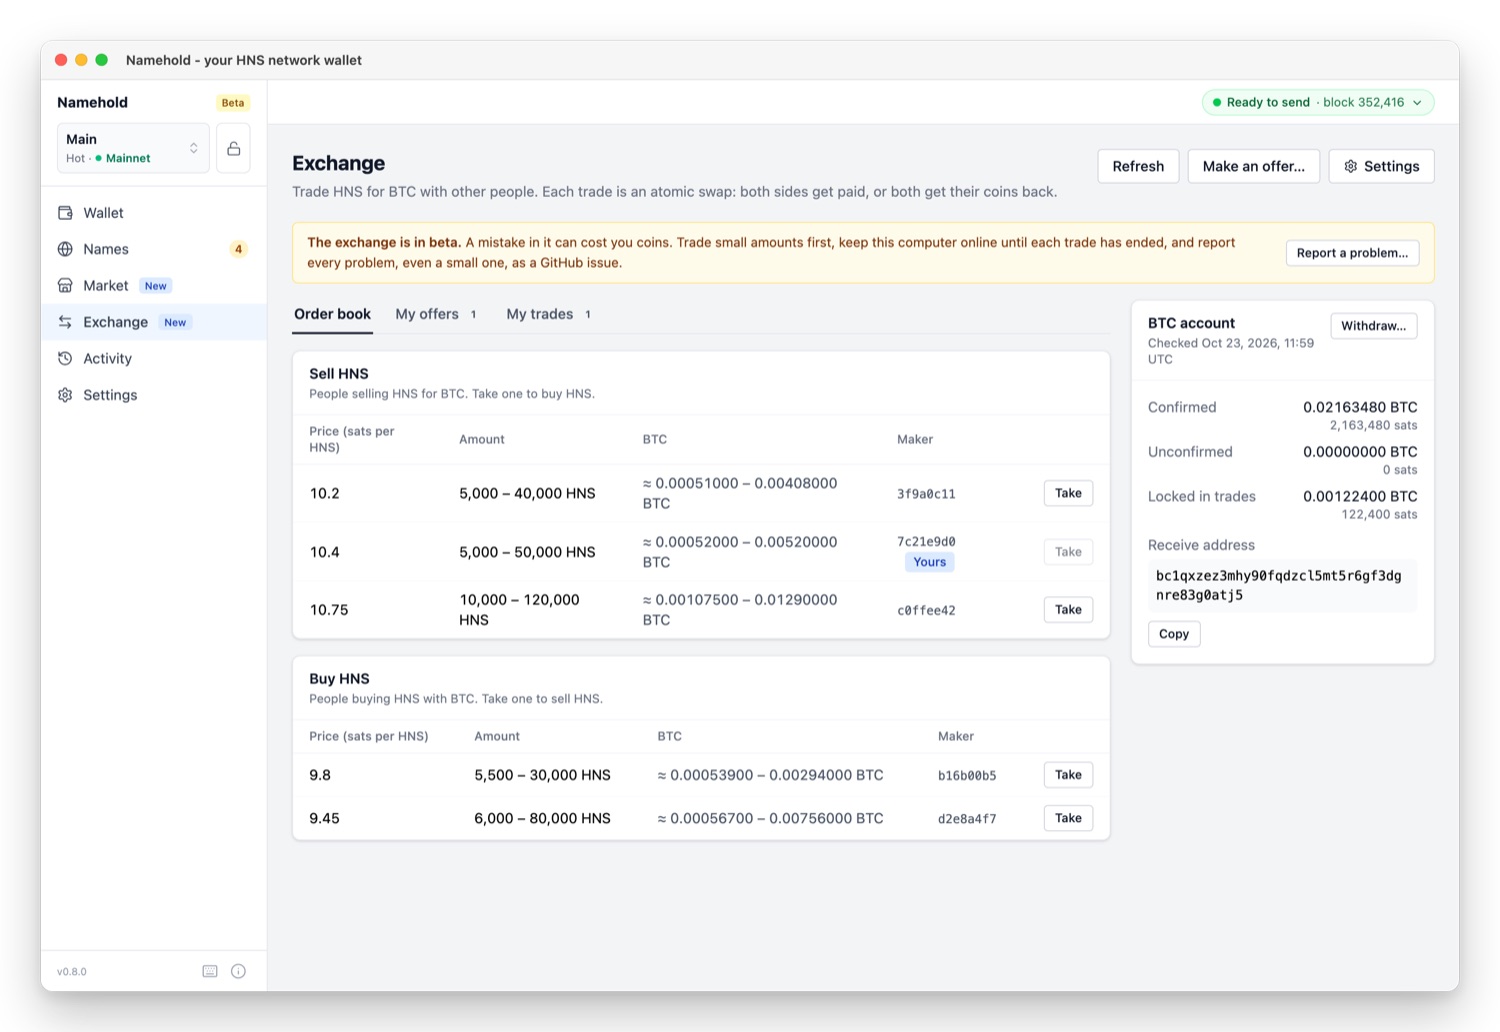 Namehold - your HNS network wallet
Namehold
Beta
Main
Hot · Mainnet
Ready to send · block 352,416
Wallet
Names 4
Market New
Exchange New
Activity
Settings
v0.8.0
Exchange
Trade HNS for BTC with other people. Each trade is an atomic swap: both sides get paid, or both get their coins back.
Refresh
Make an offer...
Settings
The exchange is in beta. A mistake in it can cost you coins. Trade small amounts first, keep this computer online until each trade has ended, and report
every problem, even a small one, as a GitHub issue.
Report a problem...
Order book My offers 1 My trades 1
Sell HNS
People selling HNS for BTC. Take one to buy HNS.
Price (sats per
HNS)
Amount BTC Maker
10.2 5,000 – 40,000 HNS ≈ 0.00051000 – 0.00408000
BTC
3f9a0c11 Take
10.4 5,000 – 50,000 HNS ≈ 0.00052000 – 0.00520000
BTC
7c21e9d0
Yours
Take
10.75 10,000 – 120,000
HNS
≈ 0.00107500 – 0.01290000
BTC
c0ffee42 Take
Buy HNS
People buying HNS with BTC. Take one to sell HNS.
Price (sats per HNS) Amount BTC Maker
9.8 5,500 – 30,000 HNS ≈ 0.00053900 – 0.00294000 BTC b16b00b5 Take
9.45 6,000 – 80,000 HNS ≈ 0.00056700 – 0.00756000 BTC d2e8a4f7 Take
BTC account
Checked Oct 23, 2026, 11:59
UTC
Withdraw...
Confirmed 0.02163480 BTC
2,163,480 sats
Unconfirmed 0.00000000 BTC
0 sats
Locked in trades 0.00122400 BTC
122,400 sats
Receive address
bc1qxzez3mhy90fqdzcl5mt5r6gf3dg
nre83g0atj5
Copy